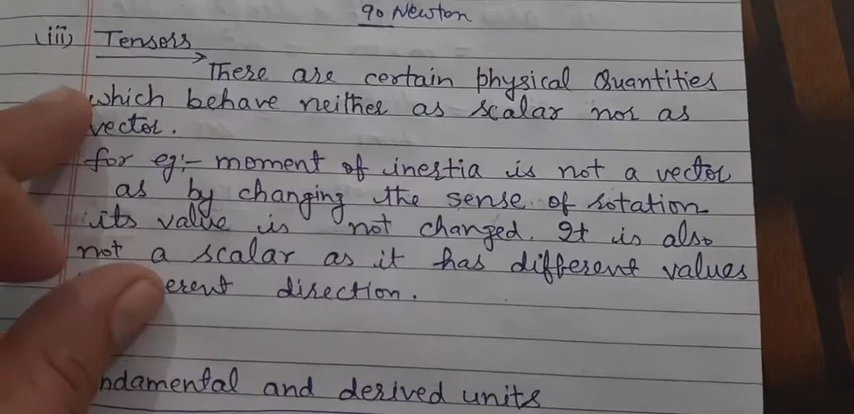 90 Newton
(iii) Tensors
There are certain physical Quantities
which behave neither as scalar nor as
vector.
for eg:- moment of inertia is not a vector
as by changing the sense of rotation
its value is not changed. It is also
not a scalar as it has different values
erent direction.
ndamental and derived units